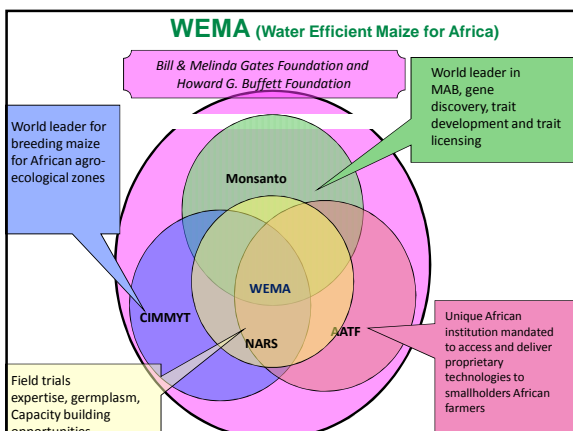 WEMA (Water Efficient Maize for Africa)
Bill & Melinda Gates Foundation and
Howard G. Buffett Foundation
World leader in
MAB, gene
discovery, trait
development and trait
licensing
World leader for
breeding maize
for African agro-
ecological zones
Monsanto
WEMA
CIMMYT
AATF
NARS
Unique African
institution mandated
to access and deliver
proprietary
technologies to
smallholders African
farmers
Field trials
expertise, germplasm,
Capacity building
opportunities